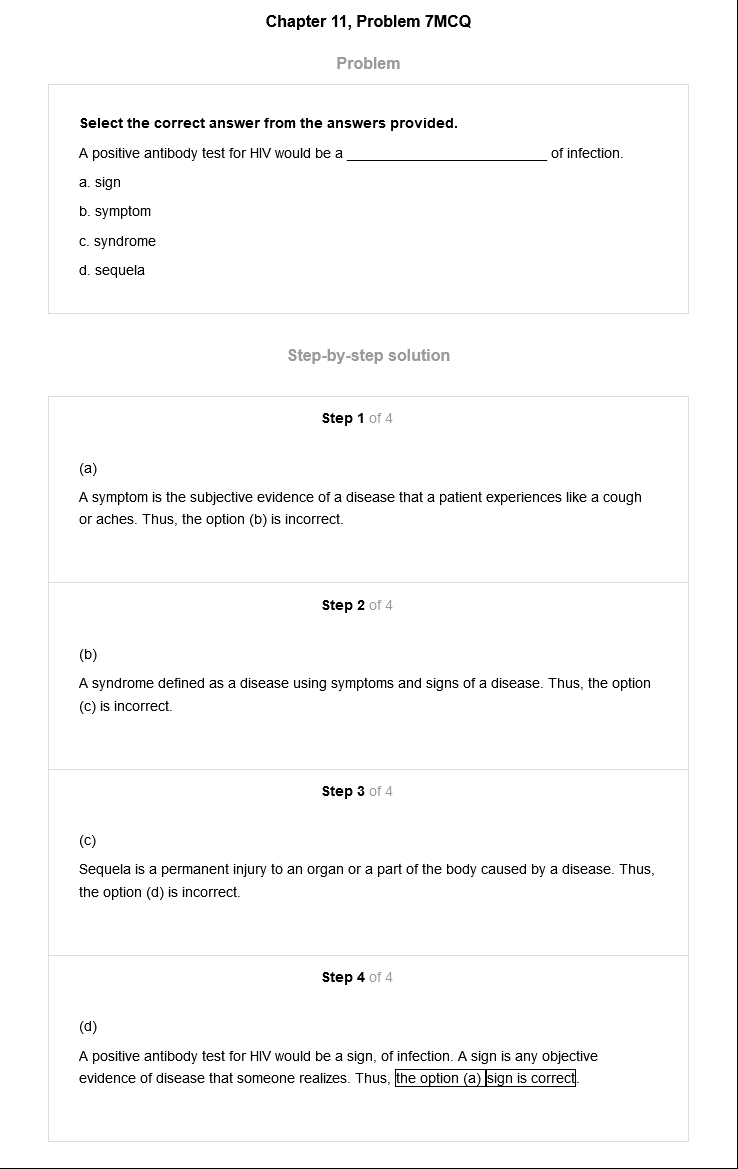 Chapter 11, Problem 7MCQ
Problem
Select the correct answer from the answers provided.
A positive antibody test for HIV would be a __________________________ of infection.
a. sign
b. symptom
c. syndrome
d. sequela
Step-by-step solution
Step 1 of 4
(a)
A symptom is the subjective evidence of a disease that a patient experiences like a cough
or aches. Thus, the option (b) is incorrect.
Step 2 of 4
(b)
A syndrome defined as a disease using symptoms and signs of a disease. Thus, the option
(c) is incorrect.
Step 3 of 4
(c)
Sequela is a permanent injury to an organ or a part of the body caused by a disease. Thus,
the option (d) is incorrect.
Step 4 of 4
(d)
A positive antibody test for HIV would be a sign, of infection. A sign is any objective
evidence of disease that someone realizes. Thus, the option (a) sign is correct.